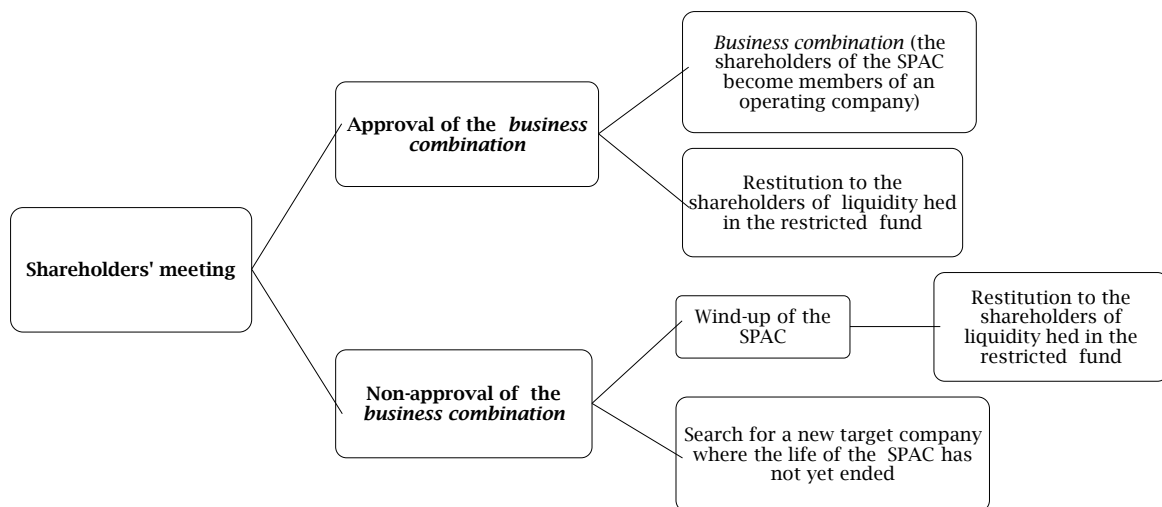 Shareholders' meeting
Approval of the business
combination
Business combination (the
shareholders of the SPAC
become members of an
operating company)
Restitution to the
shareholders of liquidity hed
in the restricted fund
Non-approval of the
business combination
Wind-up of the
SPAC
Restitution to the
shareholders of
liquidity hed in the
restricted fund
Search for a new target company
where the life of the SPAC has
not yet ended